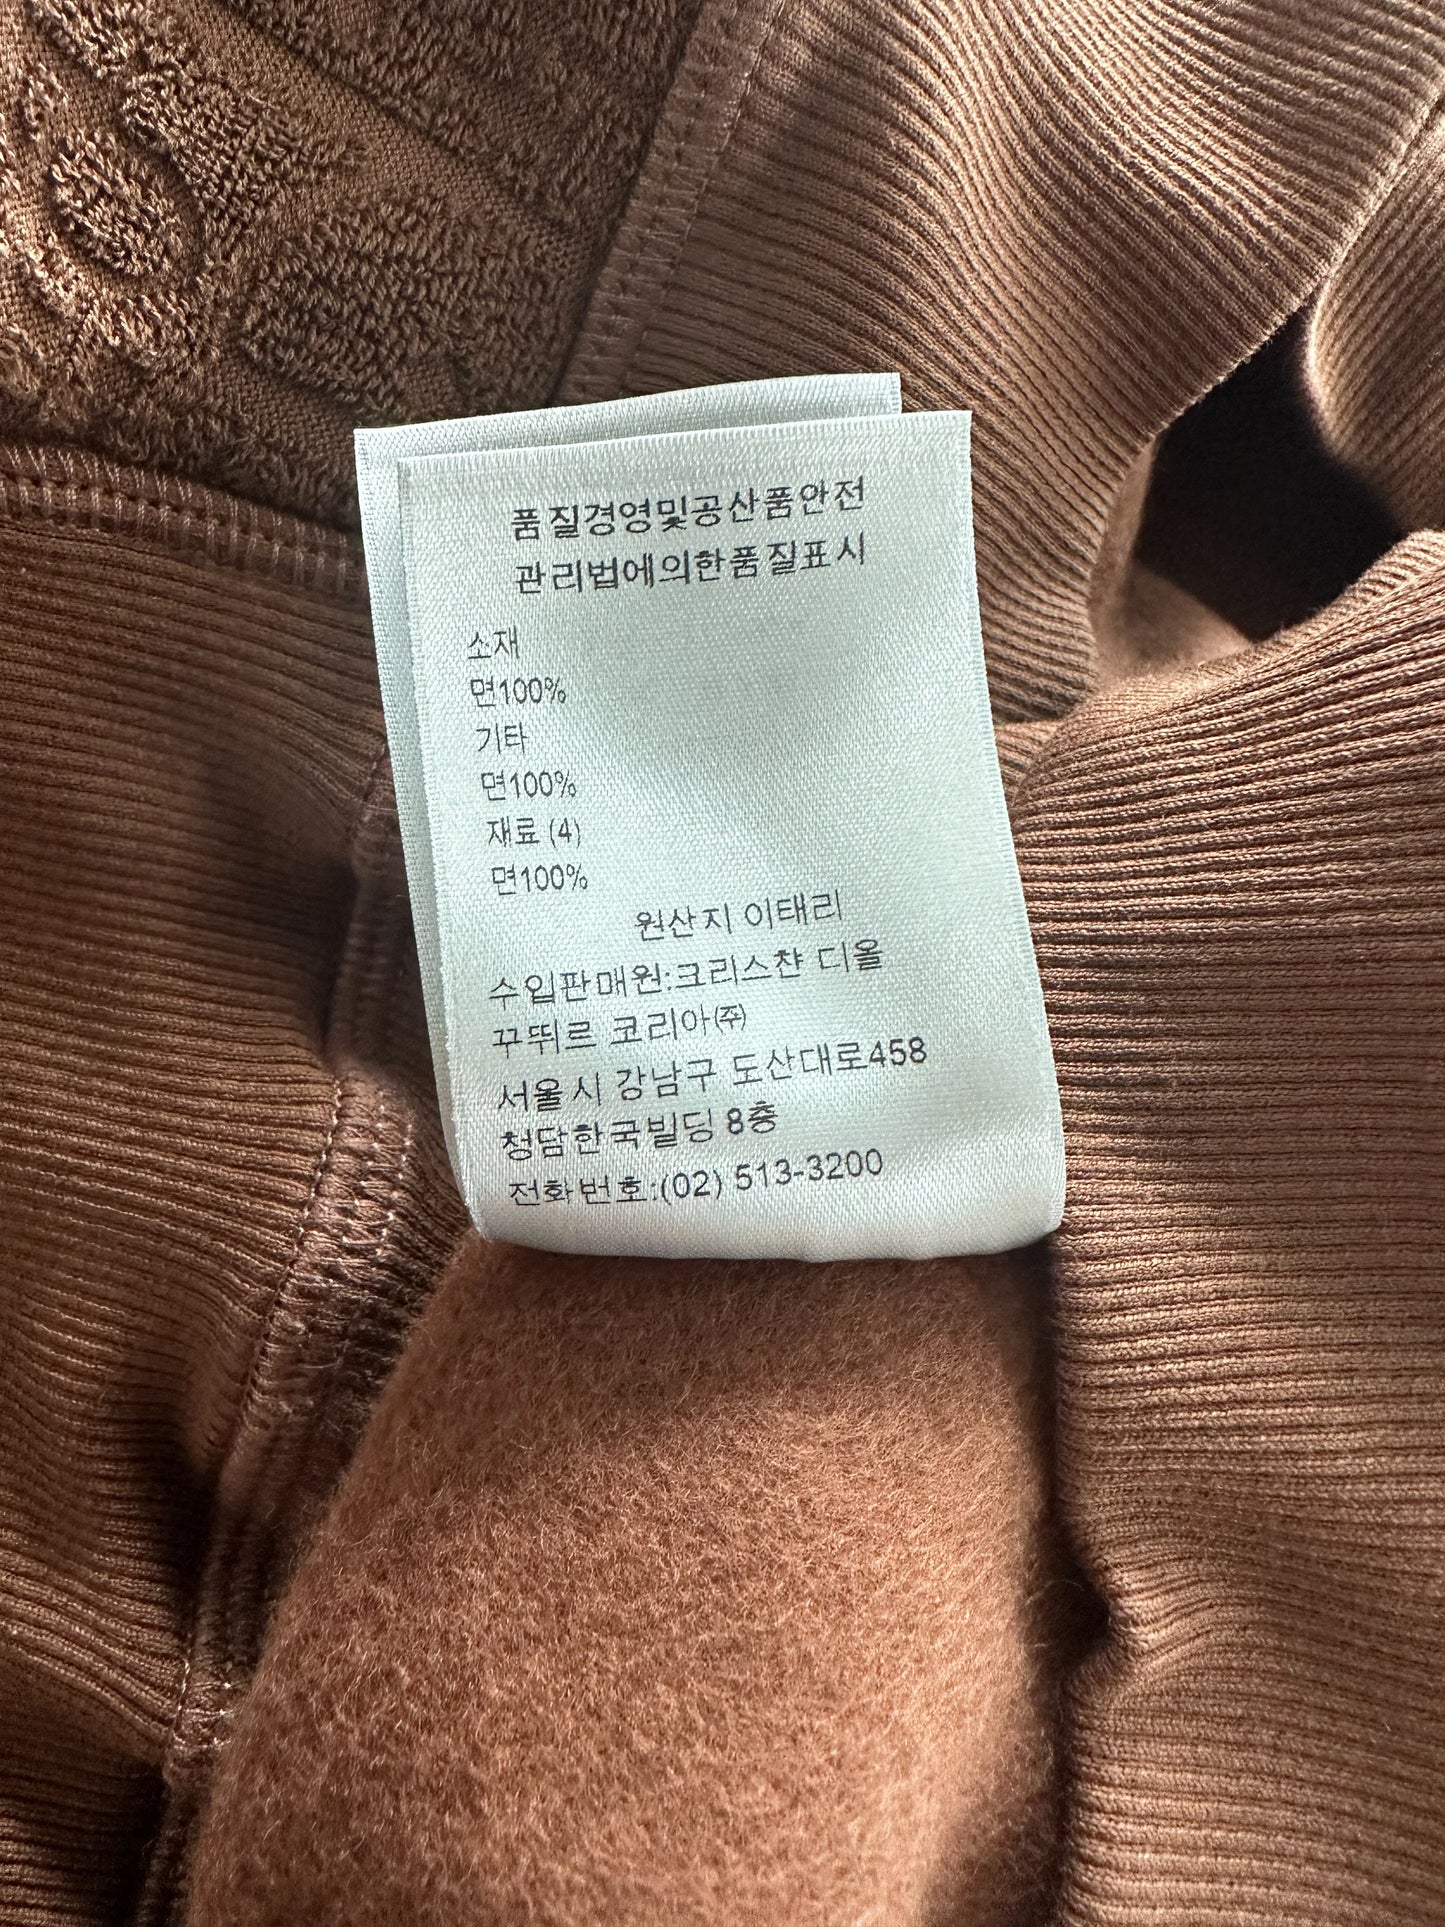 품질경영및공산품안전
관리법에의한품질표시
소재
면100%
기타
면100%
재료 (4)
면100%
원산지 이태리
수입판매원:크리스챤 디올
꾸뛰르 코리아㈜
서울시 강남구 도산대로458
청담한국빌딩 8층
전화번호:(02) 513-3200